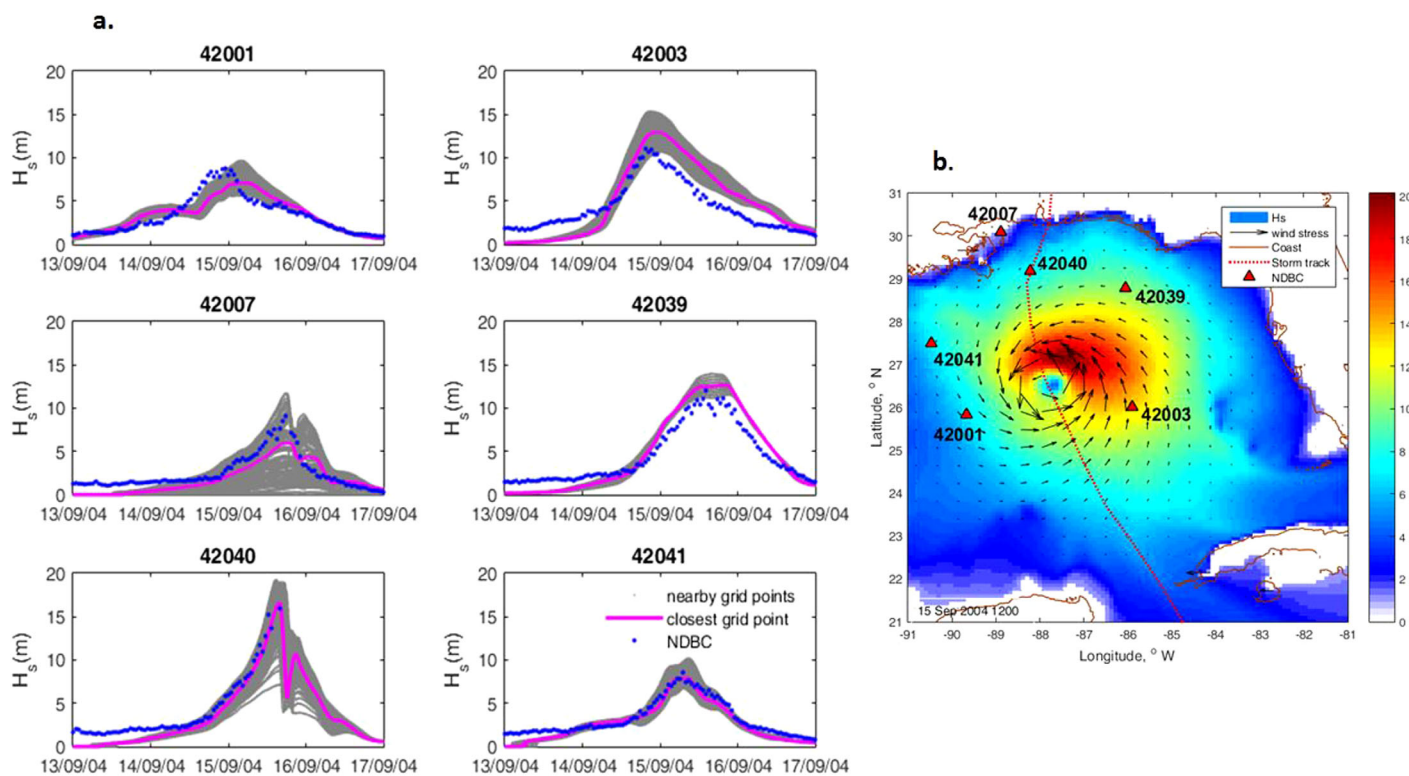 a.
42001
20
15
10
5
0
H_s (m)
13/09/04 14/09/04 15/09/04 16/09/04 17/09/04
42003
20
15
10
5
0
H_s (m)
13/09/04 14/09/04 15/09/04 16/09/04 17/09/04
42007
20
15
10
5
0
H_s (m)
13/09/04 14/09/04 15/09/04 16/09/04 17/09/04
42039
20
15
10
5
0
H_s (m)
13/09/04 14/09/04 15/09/04 16/09/04 17/09/04
42040
20
15
10
5
0
H_s (m)
13/09/04 14/09/04 15/09/04 16/09/04 17/09/04
42041
20
15
10
5
0
H_s (m)
nearby grid points
closest grid point
NDBC
13/09/04 14/09/04 15/09/04 16/09/04 17/09/04
b.
31
30
29
28
27
26
25
24
23
22
21
Latitude, ° N
42007
42040
42039
42041
42003
42001
Hs
wind stress
Coast
Storm track
NDBC
15 Sep 2004 1200
-91 -90 -89 -88 -87 -86 -85 -84 -83 -82 -81
Longitude, ° W
20
18
16
14
12
10
8
6
4
2
0